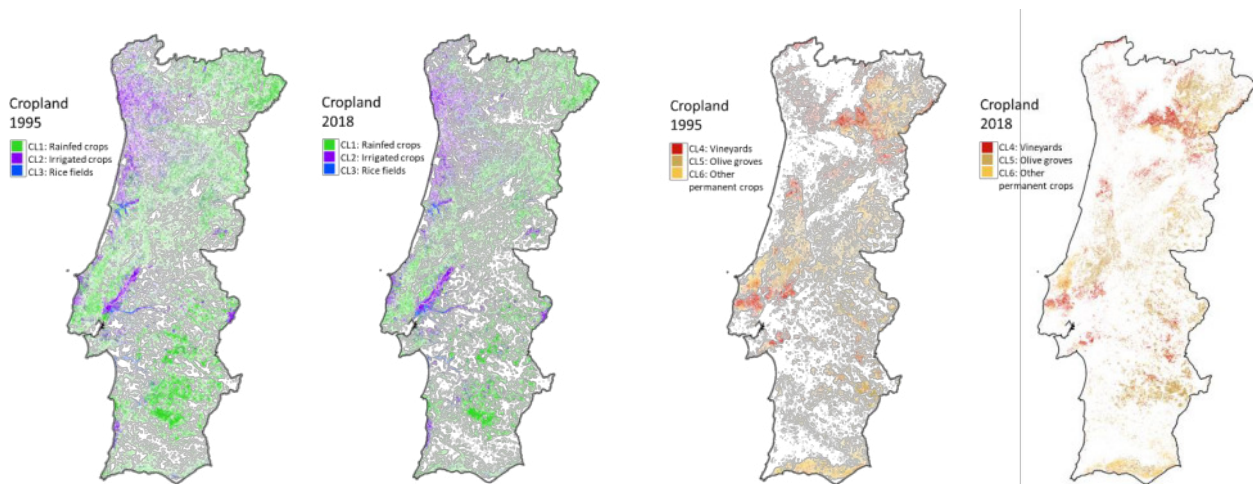 Cropland
1995
CL1: Rainfed crops
CL2: Irrigated crops
CL3: Rice fields
Cropland
2018
CL1: Rainfed crops
CL2: Irrigated crops
CL3: Rice fields
Cropland
1995
CL4: Vineyards
CL5: Olive groves
CL6: Other
permanent crops
Cropland
2018
CL4: Vineyards
CL5: Olive groves
CL6: Other
permanent crops